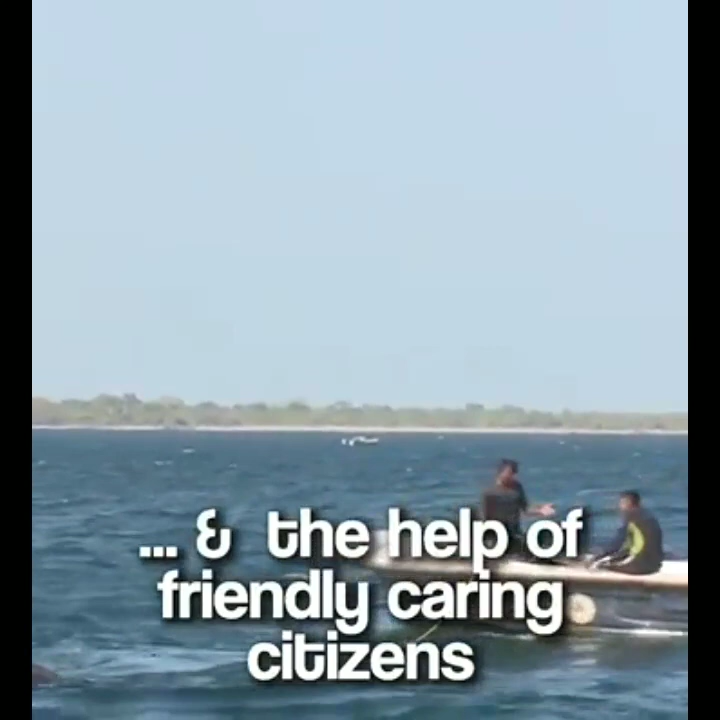 ... & the help of
friendly caring
citizens